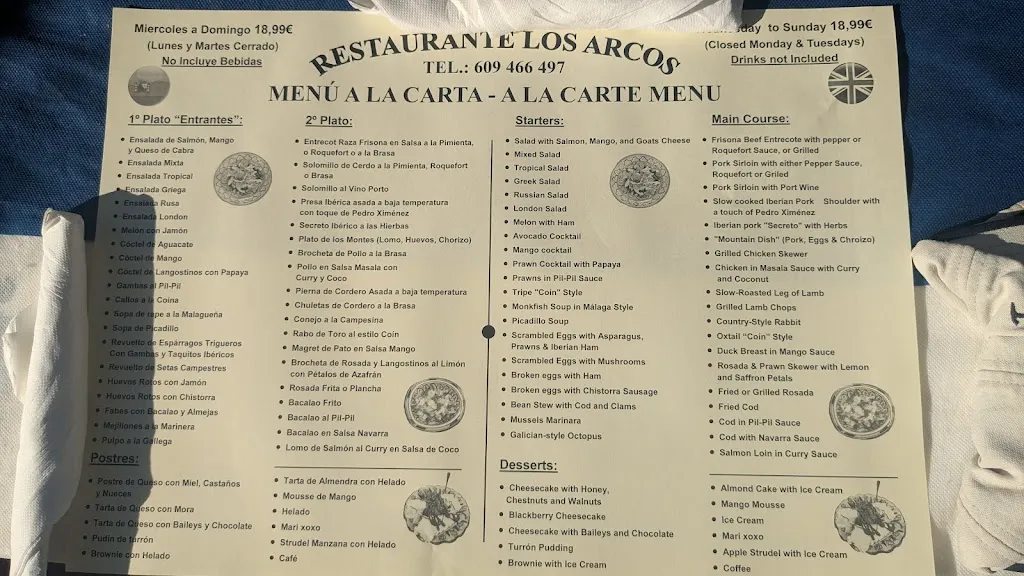 Miercoles a Domingo 18,99€
(Lunes y Martes Cerrado)
No Incluye Bebidas
RESTAURANTE LOS ARCOS
TEL.: 609 466 497
MENÚ A LA CARTA - A LA CARTE MENU
to Sunday 18,99€
(Closed Monday & Tuesdays)
Drinks not Included
1º Plato “Entrantes”:
• Ensalada de Salmón, Mango
y Queso de Cabra
• Ensalada Mixta
• Ensalada Tropical
• Ensalada Griega
• Ensalada Rusa
• Ensalada London
• Melon con Jamón
• Cóctel de Aguacate
• Cóctel de Mango
• Cóctel de Langostinos con Papaya
• Gambas al Pil-Pil
• Callos a la Coina
• Sopa de rape a la Malagueña
• Sopa de Picadillo
• Revuelto de Espárragos Trigueros
Con Gambas y Taquitos Ibéricos
• Revuelto de Setas Campestres
• Huevos Rotos con Jamón
• Huevos Rotos con Chistorra
• Fabes con Bacalao y Almejas
• Mejillones a la Marinera
• Pulpo a la Gallega
2º Plato:
• Entrecot Raza Frisona en Salsa a la Pimienta,
Roquefort o a la Brasa
• Solomillo de Cerdo a la Pimienta, Roquefort
o Brasa
• Solomillo al Vino Porto
• Presa Ibérica asada a baja temperatura
con toque de Pedro Ximénez
• Secreto Ibérico a las Hierbas
• Plato de los Montes (Lomo, Huevos, Chorizo)
• Brocheta de Pollo a la Brasa
• Pollo en Salsa Masala con
Curry y Coco
• Pierna de Cordero Asada a baja temperatura
• Chuletas de Cordero a la Brasa
• Conejo a la Campesina
• Rabo de Toro al estilo Coín
• Magret de Pato en Salsa Mango
• Brocheta de Rosada y Langostinos al Limón
con Pétalos de Azafrán
• Rosada Frita o Plancha
• Bacalao Frito
• Bacalao al Pil-Pil
• Bacalao en Salsa Navarra
• Lomo de Salmón al Curry en Salsa de Coco
Starters:
• Salad with Salmon, Mango, and Goats Cheese
• Mixed Salad
• Tropical Salad
• Greek Salad
• Russian Salad
• London Salad
• Melon with Ham
• Avocado Cocktail
• Mango cocktail
• Prawn Cocktail with Papaya
• Prawns in Pil-Pil Sauce
• Tripe "Coin" Style
• Monkfish Soup in Málaga Style
• Picadillo Soup
• Scrambled Eggs with Asparagus,
Prawns & Iberian Ham
• Scrambled Eggs with Mushrooms
• Broken eggs with Ham
• Broken eggs with Chistorra Sausage
• Bean Stew with Cod and Clams
• Mussels Marinara
• Galician-style Octopus
Main Course:
• Frisona Beef Entrecote with pepper or
Roquefort Sauce, or Grilled
• Pork Sirloin with either Pepper Sauce,
Roquefort or Griled
• Pork Sirloin with Port Wine
• Slow cooked Iberian Pork Shoulder with
a touch of Pedro Ximénez
• Iberian pork "Secreto" with Herbs
• "Mountain Dish" (Pork, Eggs & Chroizo)
• Grilled Chicken Skewer
• Chicken in Masala Sauce with Curry
and Coconut
• Slow-Roasted Leg of Lamb
• Grilled Lamb Chops
• Country-Style Rabbit
• Oxtail “Coin” Style
• Duck Breast in Mango Sauce
• Rosada & Prawn Skewer with Lemon
and Saffron Petals
• Fried or Grilled Rosada
• Fried Cod
• Cod in Pil-Pil Sauce
• Cod with Navarra Sauce
• Salmon Loin in Curry Sauce
Postres:
• Postre de Queso con Miel, Castaños
y Nueces
• Tarta de Queso con Mora
• Tarta de Queso con Baileys y Chocolate
• Pudin de turrón
• Brownie con Helado
• Tarta de Almendra con Helado
• Mousse de Mango
• Helado
• Mari xoxo
• Strudel Manzana con Helado
• Café
Desserts:
• Cheesecake with Honey,
Chestnuts and Walnuts
• Blackberry Cheesecake
• Cheesecake with Baileys and Chocolate
• Turrón Pudding
• Brownie with Ice Cream
• Almond Cake with Ice Cream
• Mango Mousse
• Ice Cream
• Mari xoxo
• Apple Strudel with Ice Cream
• Coffee